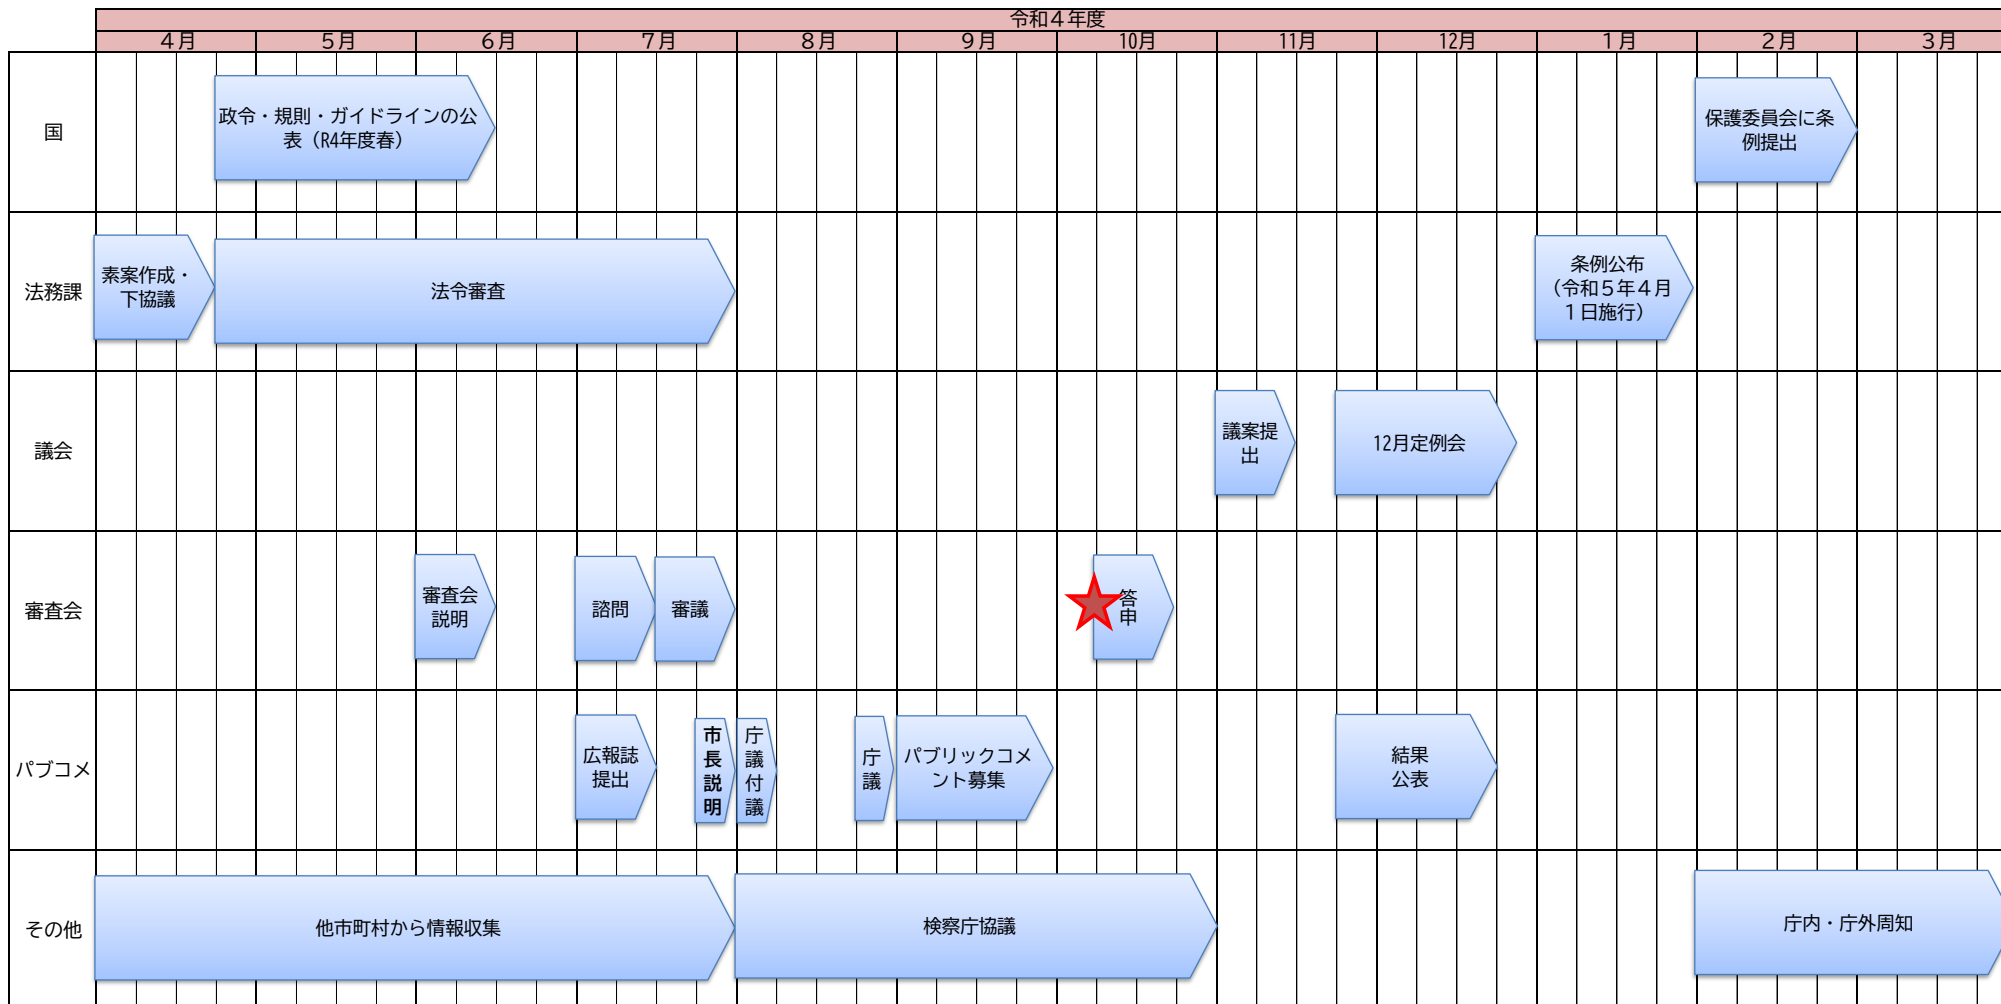 令和４年度
４月
５月
６月
７月
８月
９月
10月
11月
12月
１月
２月
３月
国
政令・規則・ガイドラインの公
表（R4年度春）
保護委員会に条
例提出
法務課
素案作成・
下協議
法令審査
条例公布
（令和５年４月
１日施行）
議会
議案提
出
12月定例会
審査会
審査会
説明
諮問
審議
答
申
パブコメ
広報誌
提出
市
長
説
明
庁
議
付
議
庁
議
パブリックコメ
ント募集
結果
公表
その他
他市町村から情報収集
検察庁協議
庁内・庁外周知